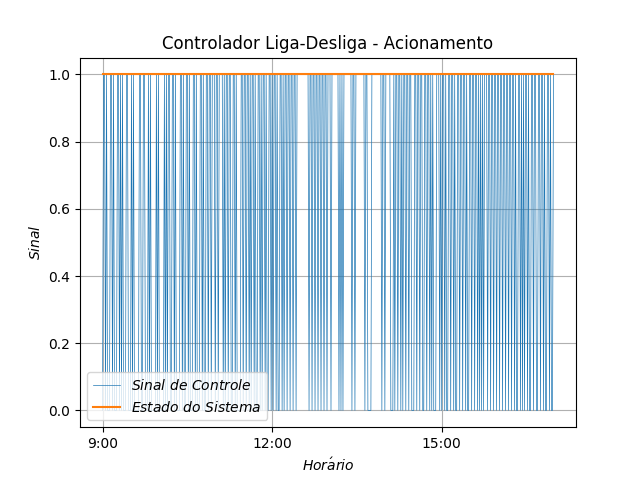 Controlador Liga-Desliga - Acionamento
1.0
0.8
0.6
0.4
0.2
0.0
Sinal
Sinal de Controle
Estado do Sistema
9:00
12:00
15:00
Horário